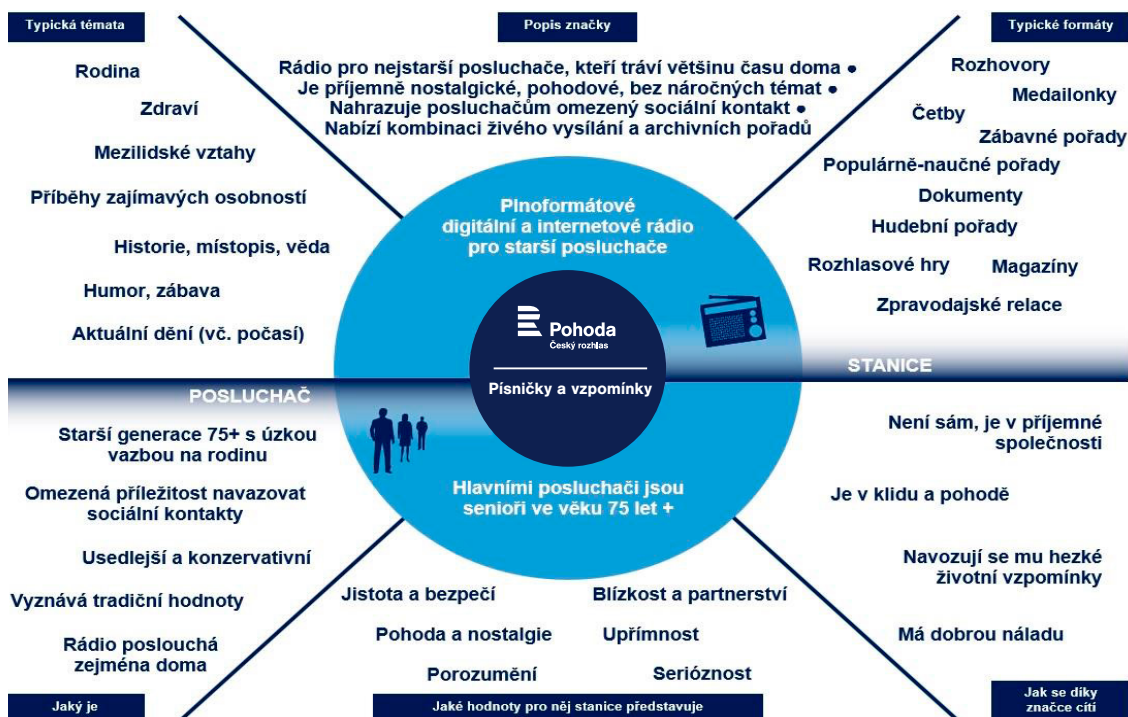 Typická témata
Rodina
Zdraví
Mezilidské vztahy
Příběhy zajímavých osobností
Historie, místopis, věda
Humor, zábava
Aktuální dění (vč. počasí)
Popis značky
Rádio pro nejstarší posluchače, kteří tráví většinu času doma ●
Je příjemně nostalgické, pohodové, bez náročných témat ●
Nahrazuje posluchačům omezený sociální kontakt ●
Nabízí kombinaci živého vysílání a archivních pořadů
Typické formáty
Rozhovory
Medailonky
Četby
Zábavné pořady
Populárně-naučné pořady
Dokumenty
Hudební pořady
Rozhlasové hry
Magazíny
Zpravodajské relace
Plnoformátové
digitální a internetové rádio
pro starší posluchače
Pohoda
Český rozhlas
Písničky a vzpomínky
STANICE
POSLUCHAČ
Hlavními posluchači jsou
senioři ve věku 75 let +
Starší generace 75+ s úzkou
vazbou na rodinu
Omezená příležitost navazovat
sociální kontakty
Usedlejší a konzervativní
Vyznává tradiční hodnoty
Rádio poslouchá
zejména doma
Jaký je
Jistota a bezpečí
Blízkost a partnerství
Pohoda a nostalgie
Upřímnost
Porozumění
Serióznost
Jaké hodnoty pro něj stanice představuje
Není sám, je v příjemné
společnosti
Je v klidu a pohodě
Navozují se mu hezké
životní vzpomínky
Má dobrou náladu
Jak se díky
značce cítí